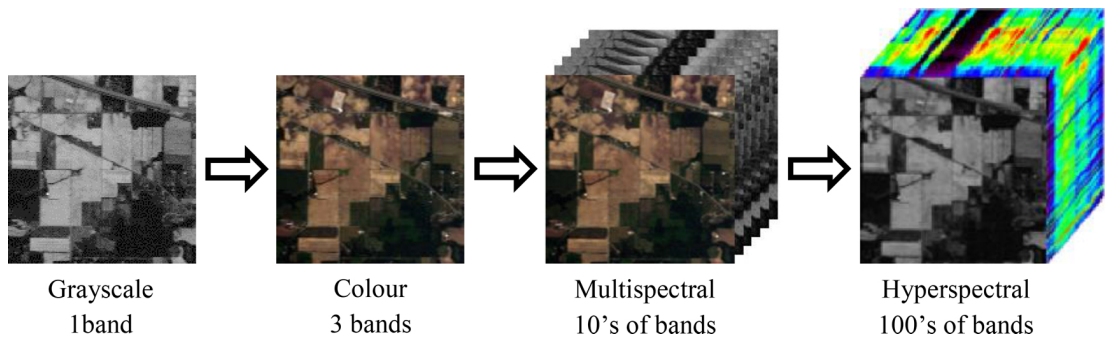 Grayscale
1band
Colour
3 bands
Multispectral
10's of bands
Hyperspectral
100's of bands